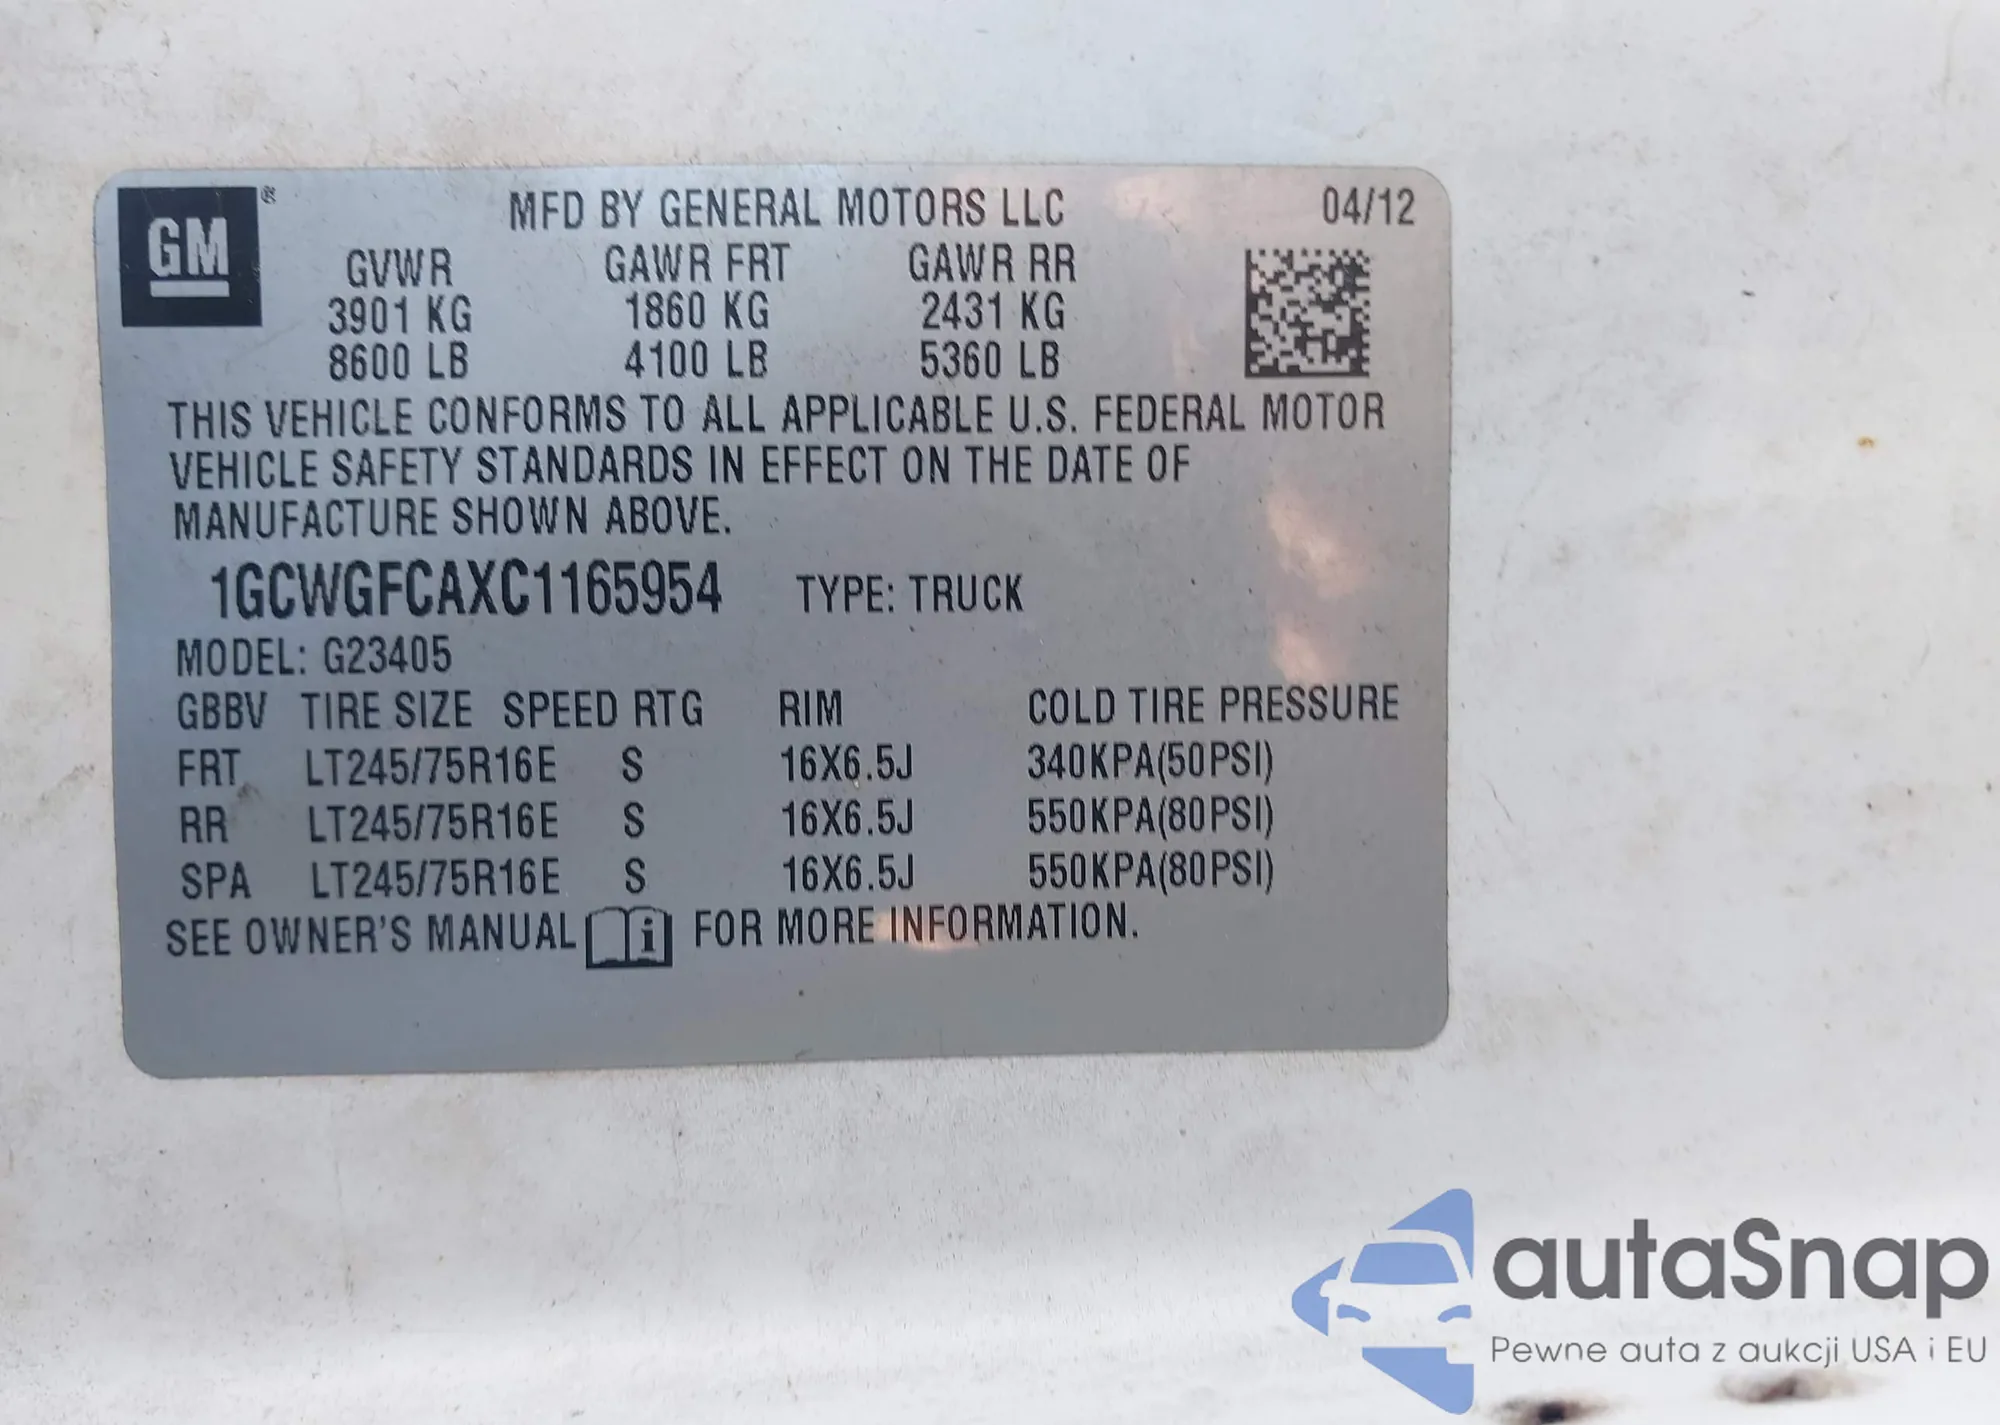 GM ®
MFD BY GENERAL MOTORS LLC 04/12
GVWR GAWR FRT GAWR RR
3901 KG 1860 KG 2431 KG
8600 LB 4100 LB 5360 LB
THIS VEHICLE CONFORMS TO ALL APPLICABLE U.S. FEDERAL MOTOR
VEHICLE SAFETY STANDARDS IN EFFECT ON THE DATE OF
MANUFACTURE SHOWN ABOVE.
1GCWGFCAXC1165954 TYPE: TRUCK
MODEL: G23405
GBBV TIRE SIZE SPEED RTG RIM COLD TIRE PRESSURE
FRT LT245/75R16E S 16X6.5J 340KPA(50PSI)
RR LT245/75R16E S 16X6.5J 550KPA(80PSI)
SPA LT245/75R16E S 16X6.5J 550KPA(80PSI)
SEE OWNER'S MANUAL i FOR MORE INFORMATION.
autaSnap
Pewne auta z aukcji USA i EU